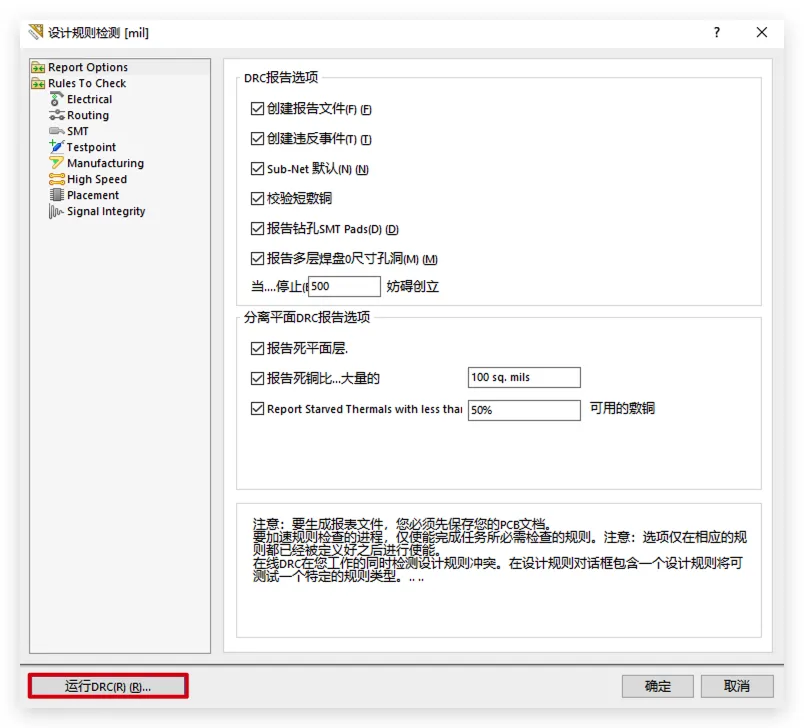 设计规则检测 [mil]
?
Report Options
Rules To Check
Electrical
Routing
SMT
Testpoint
Manufacturing
High Speed
Placement
Signal Integrity
DRC报告选项
创建报告文件(F) (F)
创建违反事件(T) (T)
Sub-Net 默认(N) (N)
校验短敷铜
报告钻孔SMT Pads(D) (D)
报告多层焊盘0尺寸孔洞(M) (M)
当....停止( 500 妨碍创立
分离平面DRC报告选项
报告死平面层.
报告死铜比...大量的 100 sq. mils
Report Starved Thermals with less than 50% 可用的敷铜
注意：要生成报表文件，您必须先保存您的PCB文档。
要加速规则检查的进程，仅使能完成任务所必需检查的规则。注意：选项仅在相应的规
则都已经被定义好之后进行使能。
在线DRC在您工作的同时检测设计规则冲突。在设计规则对话框包含一个设计规则将可
测试一个特定的规则类型。.. ..
运行DRC(R) (R)... 确定 取消